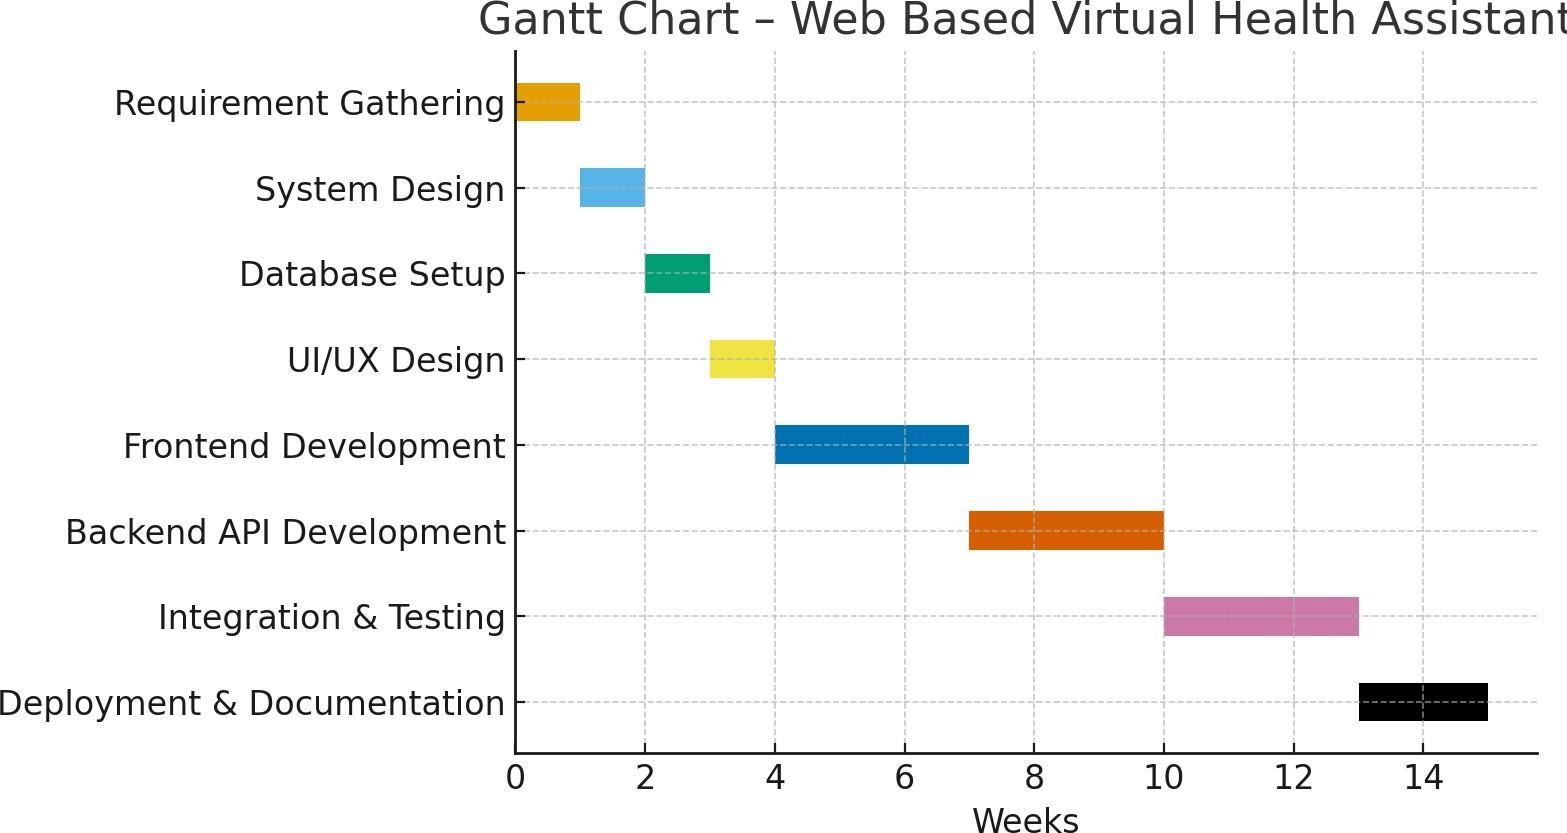 Gantt Chart – Web Based Virtual Health Assistant
Requirement Gathering
System Design
Database Setup
UI/UX Design
Frontend Development
Backend API Development
Integration & Testing
Deployment & Documentation
0 2 4 6 8 10 12 14
Weeks